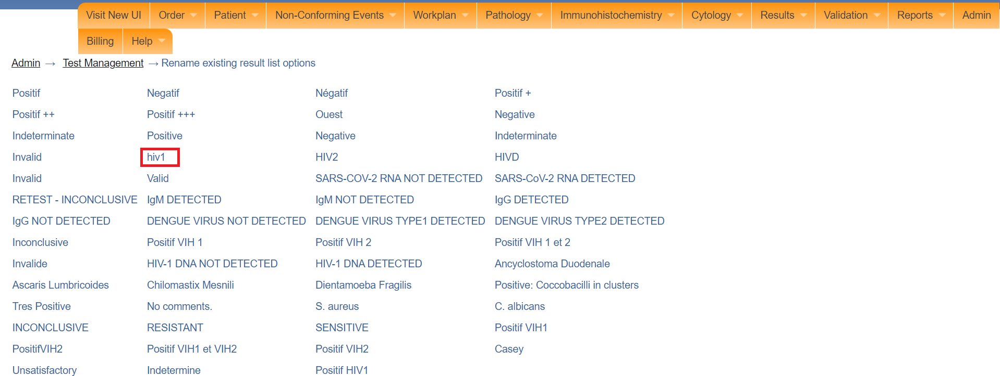 Visit New UI Order Patient Non-Conforming Events Workplan Pathology Immunohistochemistry Cytology Results Validation Reports Admin
Billing Help
Admin → Test Management → Rename existing result list options
Positif Negatif Négatif Positif +
Positif ++ Positif +++ Ouest Negative
Indeterminate Positive Negative Indeterminate
Invalid hiv1 HIV2 HIVD
Invalid Valid SARS-COV-2 RNA NOT DETECTED SARS-CoV-2 RNA DETECTED
RETEST - INCONCLUSIVE IgM DETECTED IgM NOT DETECTED IgG DETECTED
IgG NOT DETECTED DENGUE VIRUS NOT DETECTED DENGUE VIRUS TYPE1 DETECTED DENGUE VIRUS TYPE2 DETECTED
Inconclusive Positif VIH 1 Positif VIH 2 Positif VIH 1 et 2
Invalide HIV-1 DNA NOT DETECTED HIV-1 DNA DETECTED Ancyclostoma Duodenale
Ascaris Lumbricoides Chilomastix Mesnili Dientamoeba Fragilis Positive: Coccobacilli in clusters
Tres Positive No comments. S. aureus C. albicans
INCONCLUSIVE RESISTANT SENSITIVE Positif VIH1
PositifVIH2 Positif VIH1 et VIH2 Positif VIH2 Casey
Unsatisfactory Indetermine Positif HIV1